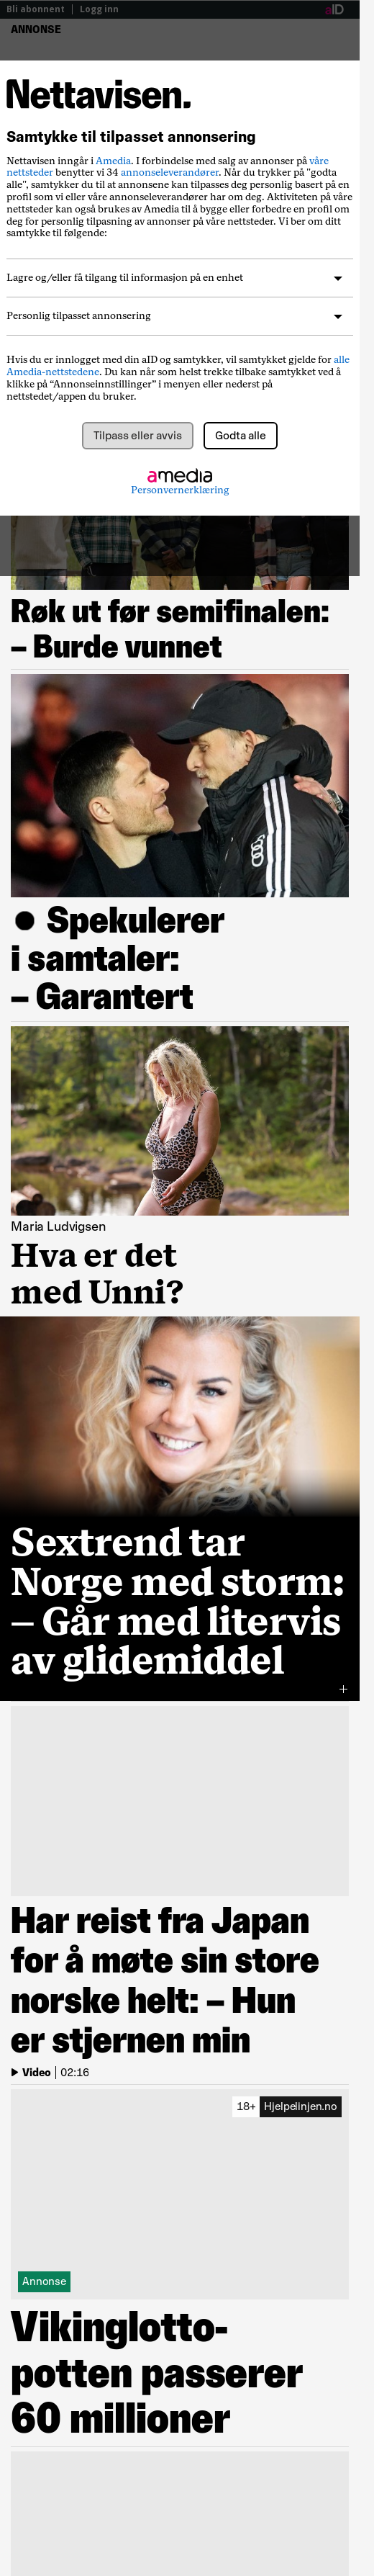 Bli abonnent | Logg inn
aID
ANNONSE
Nettavisen.
Samtykke til tilpasset annonsering
Nettavisen inngår i Amedia. I forbindelse med salg av annonser på våre
nettsteder benytter vi 34 annonseleverandører. Når du trykker på "godta
alle", samtykker du til at annonsene kan tilpasses deg personlig basert på en
profil som vi eller våre annonseleverandører har om deg. Aktiviteten på våre
nettsteder kan også brukes av Amedia til å bygge eller forbedre en profil om
deg for personlig tilpasning av annonser på våre nettsteder. Vi ber om ditt
samtykke til følgende:
Lagre og/eller få tilgang til informasjon på en enhet
Personlig tilpasset annonsering
Hvis du er innlogget med din aID og samtykker, vil samtykket gjelde for alle
Amedia-nettstedene. Du kan når som helst trekke tilbake samtykket ved å
klikke på “Annonseinnstillinger” i menyen eller nederst på
nettstedet/appen du bruker.
Tilpass eller avvis
Godta alle
amedia
Personvernerklæring
Røk ut før semifinalen:
– Burde vunnet
● Spekulerer
i samtaler:
– Garantert
Maria Ludvigsen
Hva er det
med Unni?
Sextrend tar
Norge med storm:
– Går med litervis
av glidemiddel
+
Har reist fra Japan
for å møte sin store
norske helt: – Hun
er stjernen min
Video | 02:16
18+ Hjelpelinjen.no
Annonse
Vikinglotto-
potten passerer
60 millioner